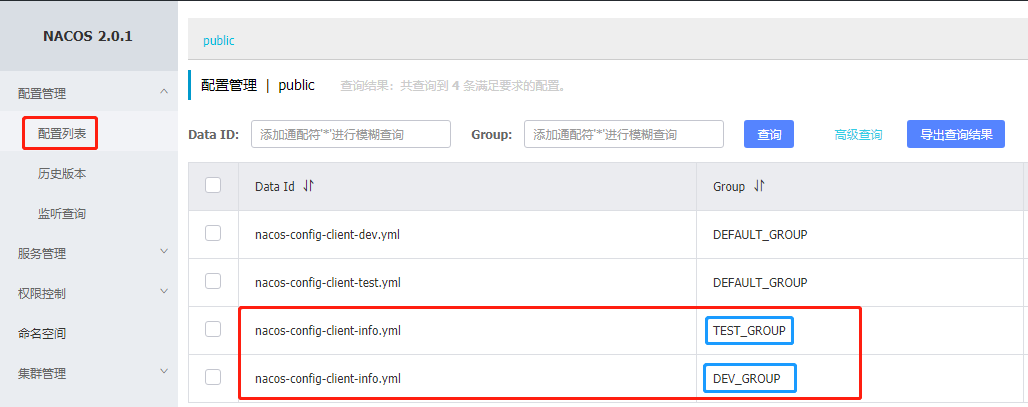 NACOS 2.0.1
配置管理
配置列表
历史版本
监听查询
服务管理
权限控制
命名空间
集群管理
public
配置管理 | public 查询结果：共查询到 4 条满足要求的配置。
Data ID: 添加通配符'*'进行模糊查询 Group: 添加通配符'*'进行模糊查询 查询 高级查询 导出查询结果
Data Id Group
nacos-config-client-dev.yml DEFAULT_GROUP
nacos-config-client-test.yml DEFAULT_GROUP
nacos-config-client-info.yml TEST_GROUP
nacos-config-client-info.yml DEV_GROUP